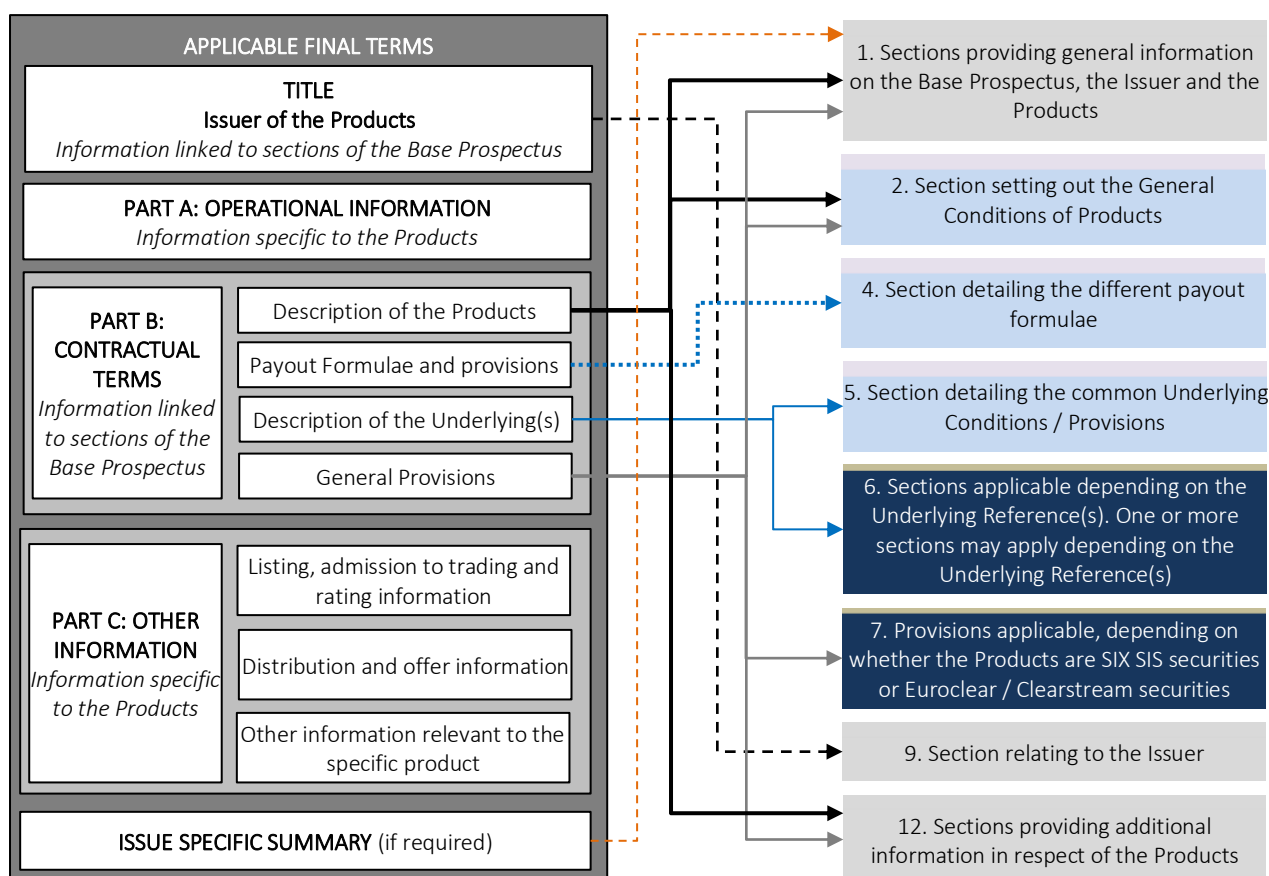 APPLICABLE FINAL TERMS
TITLE
Issuer of the Products
Information linked to sections of the Base Prospectus
PART A: OPERATIONAL INFORMATION
Information specific to the Products
PART B:
CONTRACTUAL
TERMS
Information linked
to sections of the
Base Prospectus
Description of the Products
Payout Formulae and provisions
Description of the Underlying(s)
General Provisions
PART C: OTHER
INFORMATION
Information specific
to the Products
Listing, admission to trading and
rating information
Distribution and offer information
Other information relevant to the
specific product
ISSUE SPECIFIC SUMMARY (if required)
1. Sections providing general information
on the Base Prospectus, the Issuer and the
Products
2. Section setting out the General
Conditions of Products
4. Section detailing the different payout
formulae
5. Section detailing the common Underlying
Conditions / Provisions
6. Sections applicable depending on the
Underlying Reference(s). One or more
sections may apply depending on the
Underlying Reference(s)
7. Provisions applicable, depending on
whether the Products are SIX SIS securities
or Euroclear / Clearstream securities
9. Section relating to the Issuer
12. Sections providing additional
information in respect of the Products